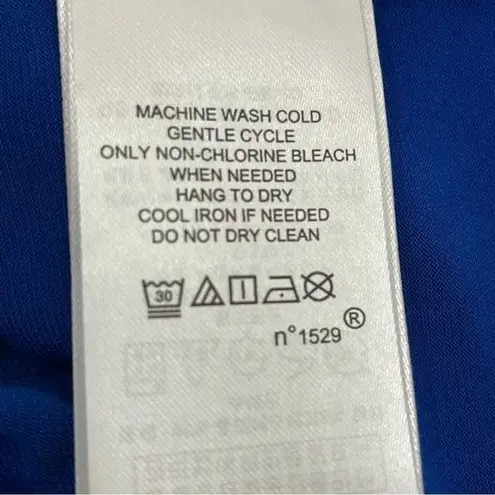 MACHINE WASH COLD
GENTLE CYCLE
ONLY NON-CHLORINE BLEACH
WHEN NEEDED
HANG TO DRY
COOL IRON IF NEEDED
DO NOT DRY CLEAN
30
n°1529®